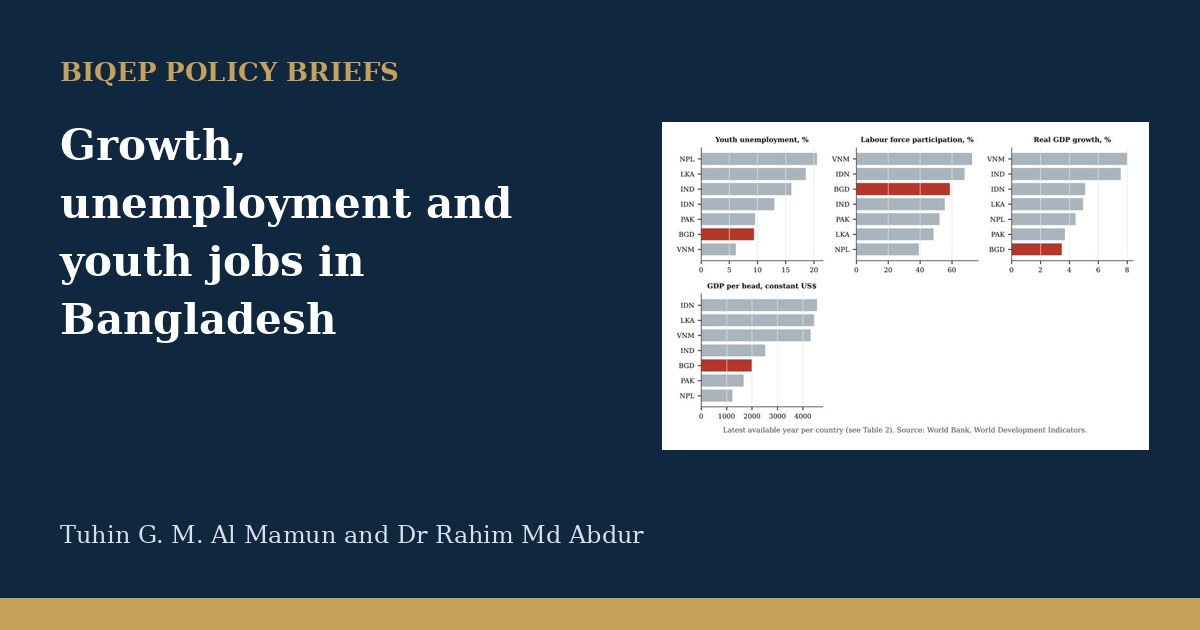 BIQEP POLICY BRIEFS
Growth,
unemployment and
youth jobs in
Bangladesh
Youth unemployment, %
NPL
LKA
IND
IDN
PAK
BGD
VNM
0 5 10 15 20
Labour force participation, %
VNM
IDN
BGD
IND
PAK
LKA
NPL
0 20 40 60
Real GDP growth, %
VNM
IND
IDN
LKA
NPL
PAK
BGD
0 2 4 6 8
GDP per head, constant US$
IDN
LKA
VNM
IND
BGD
PAK
NPL
0 1000 2000 3000 4000
Latest available year per country (see Table 2). Source: World Bank, World Development Indicators.
Tuhin G. M. Al Mamun and Dr Rahim Md Abdur